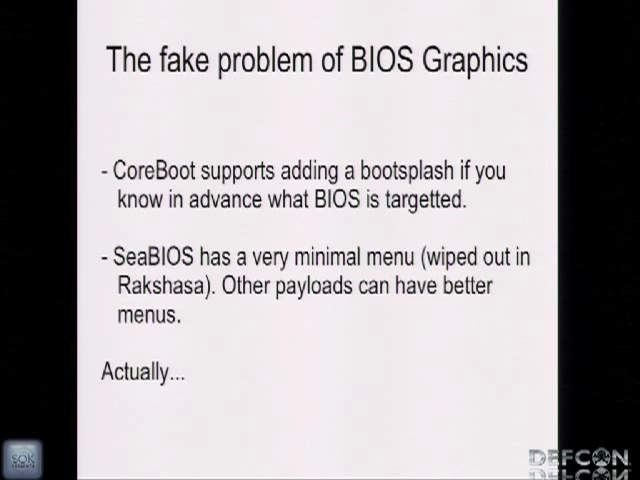 The fake problem of BIOS Graphics
- CoreBoot supports adding a bootsplash if you
know in advance what BIOS is targetted.
- SeaBIOS has a very minimal menu (wiped out in
Rakshasa). Other payloads can have better
menus.
Actually...
SOK
DEFCON